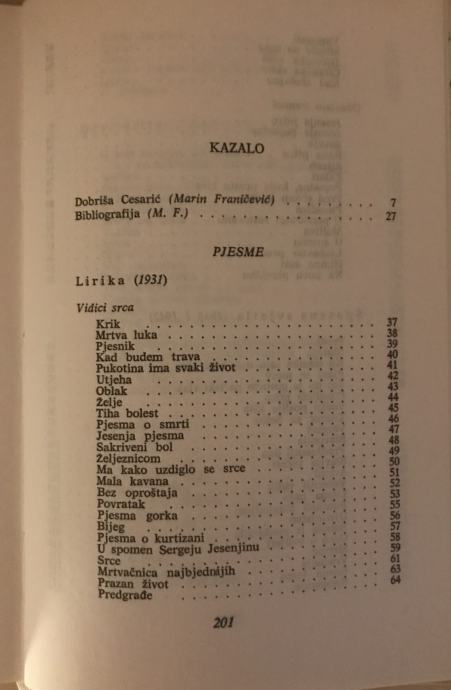 KAZALO
Dobriša Cesarić (Marin Franičević) . . . . . . . . . 7
Bibliografija (M. F.) . . . . . . . . . . . . . . . . 27
PJESME
Lirika (1931)
Vidici srca
Krik . . . . . . . . . . . . . . . . 37
Mrtva luka . . . . . . . . . . . . . . . . 38
Pjesnik . . . . . . . . . . . . . . . . 39
Kad budem trava . . . . . . . . . . . . . 40
Pukotina ima svaki život . . . . . . . . . . 41
Utjeha . . . . . . . . . . . . . . . . 42
Oblak . . . . . . . . . . . . . . . . 43
Želje . . . . . . . . . . . . . . . . 44
Tiha bolest . . . . . . . . . . . . . . . 45
Pjesma o smrti . . . . . . . . . . . . . 46
Jesenja pjesma . . . . . . . . . . . . . 47
Sakriveni bol . . . . . . . . . . . . . . 48
Željeznicom . . . . . . . . . . . . . . 49
Ma kako uzdiglo se srce . . . . . . . . . . 50
Mala kavana . . . . . . . . . . . . . . 51
Bez oproštaja . . . . . . . . . . . . . . 52
Povratak . . . . . . . . . . . . . . . 53
Pjesma gorka . . . . . . . . . . . . . . 55
Bijeg . . . . . . . . . . . . . . . . 56
Pjesma o kurtizani . . . . . . . . . . . . 57
U spomen Sergeju Jesenjinu . . . . . . . . . 58
Srce . . . . . . . . . . . . . . . . 59
Mrtvačnica najbjednijih . . . . . . . . . . 61
Prazan život . . . . . . . . . . . . . . 63
Predgrađe . . . . . . . . . . . . . . . 64
201